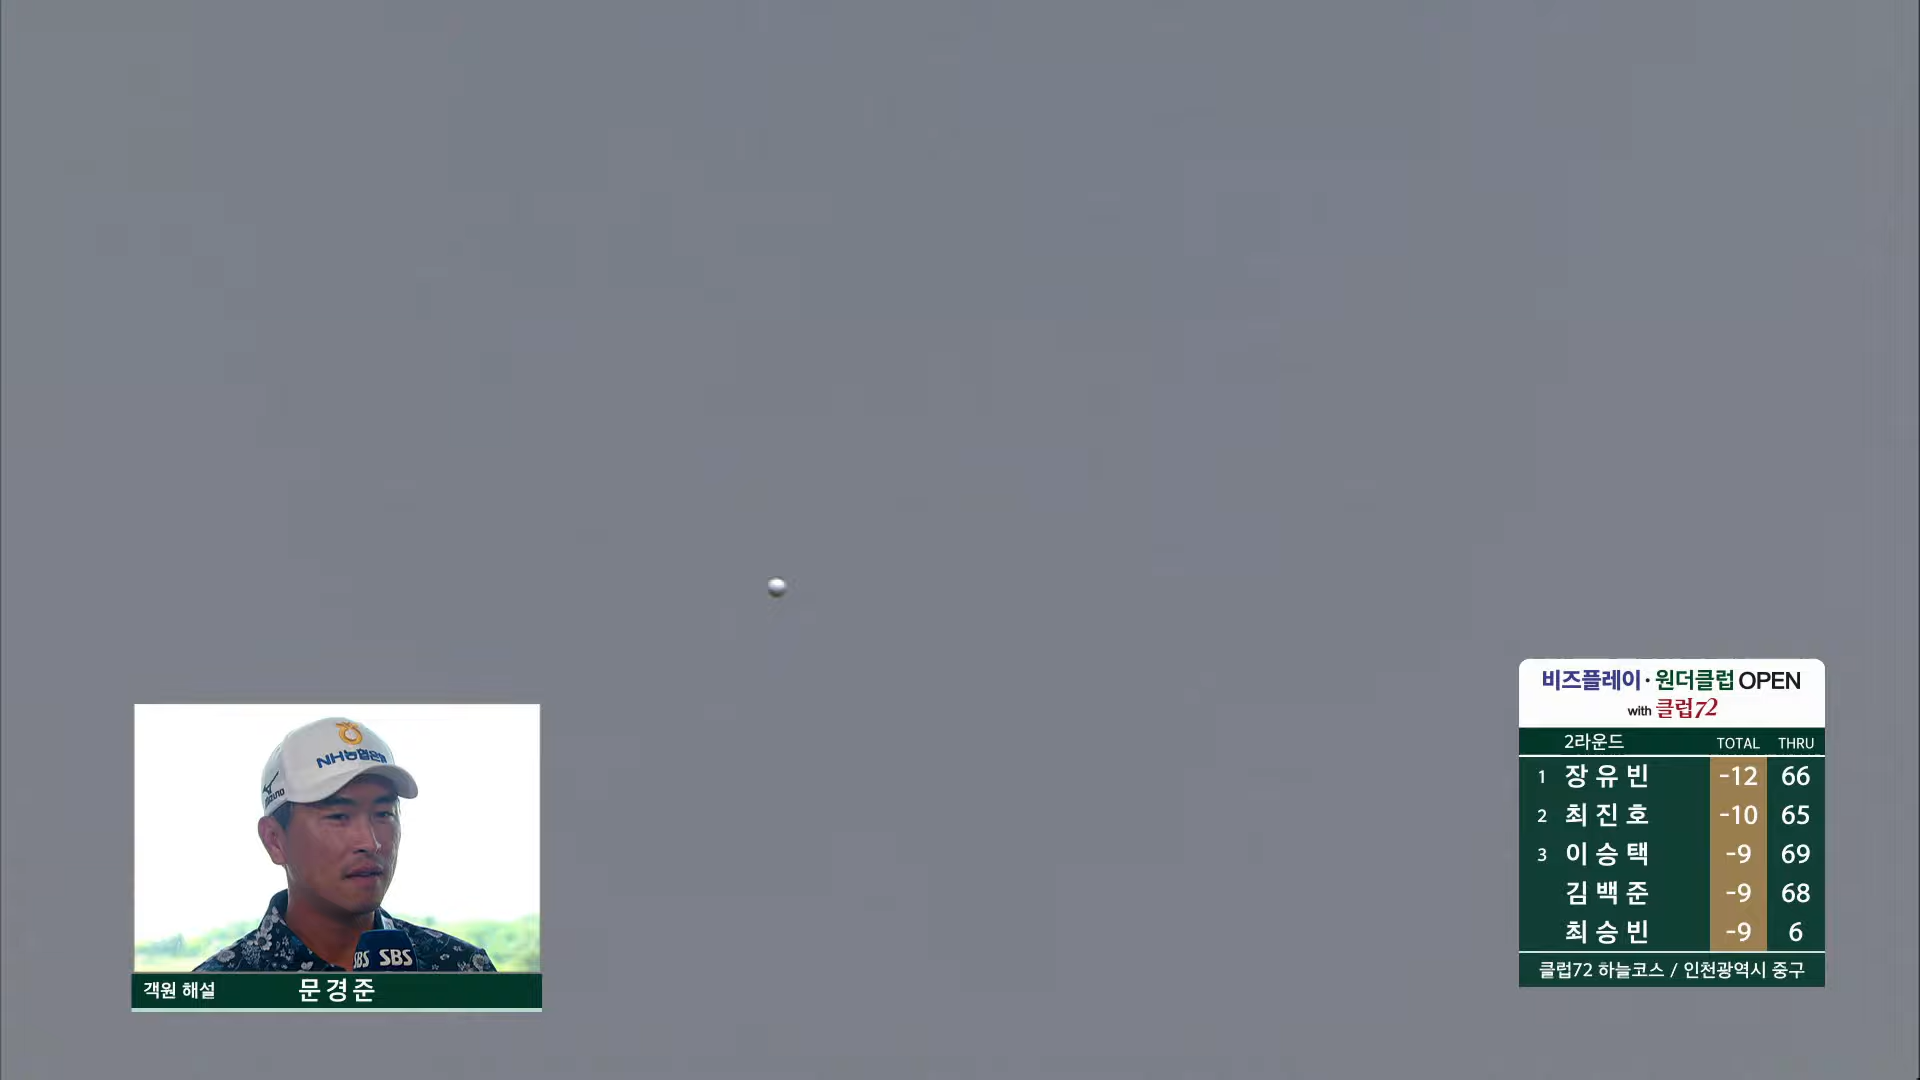 NH농협은행
MIZUNO
SBS SBS
객원 해설 문경준
비즈플레이·원더클럽 OPEN
with 클럽72
2라운드 TOTAL THRU
1 장유빈 -12 66
2 최진호 -10 65
3 이승택 -9 69
김백준 -9 68
최승빈 -9 6
클럽72 하늘코스 / 인천광역시 중구